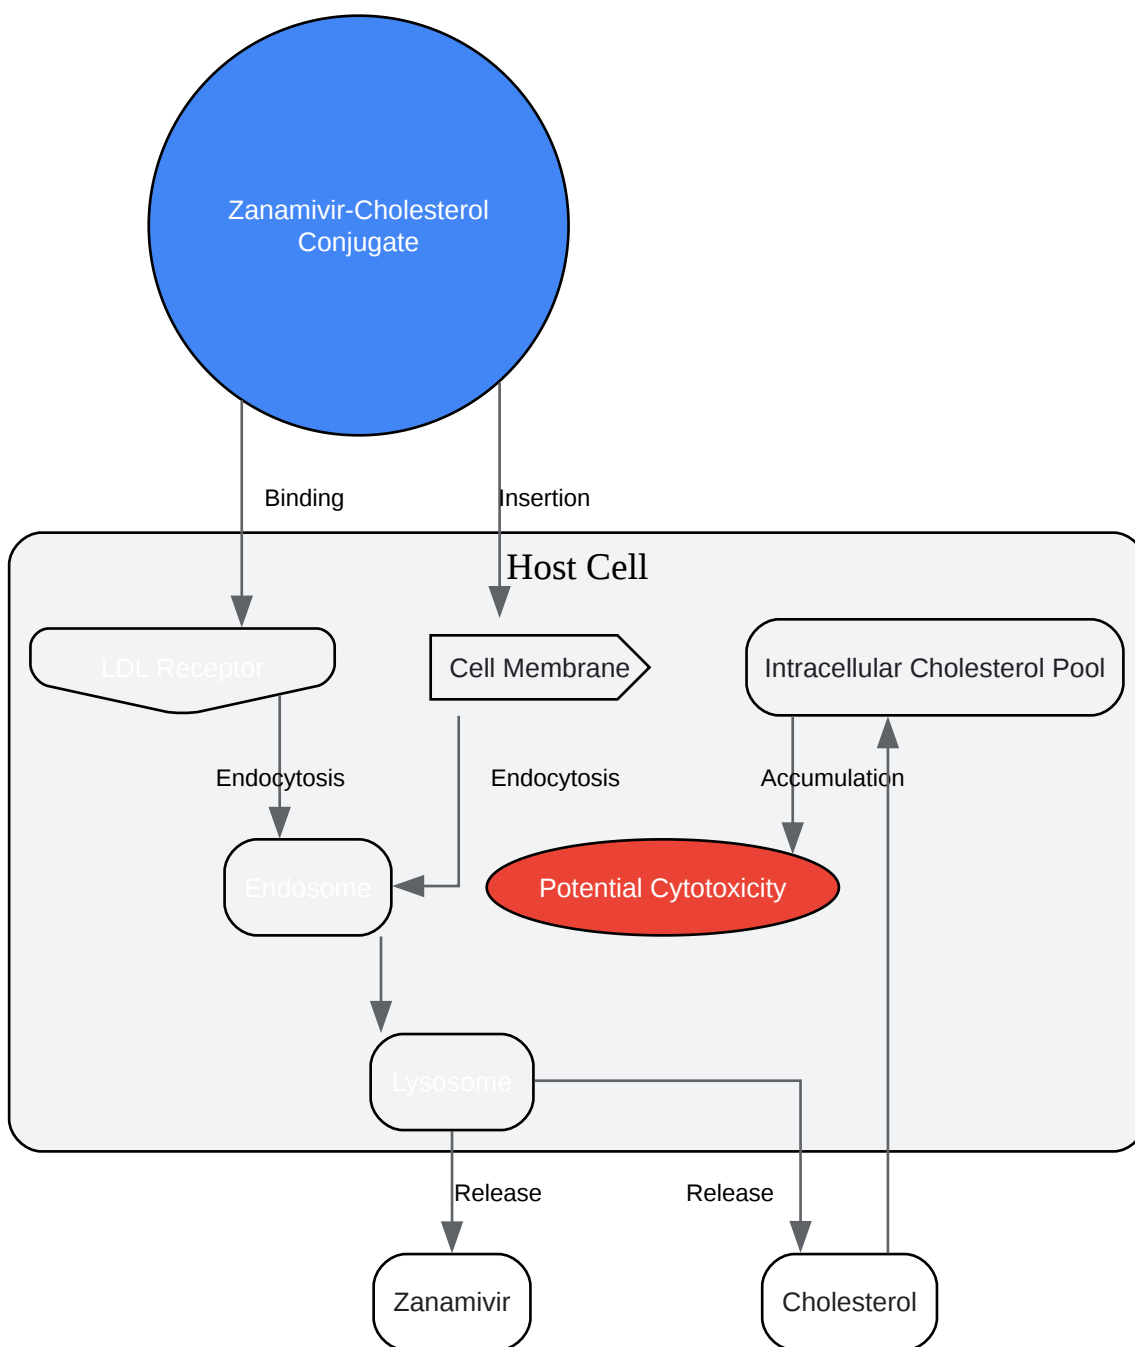 Zanamivir-Cholesterol
Conjugate
Binding
Insertion
Host Cell
LDL Receptor
Cell Membrane
Intracellular Cholesterol Pool
Endocytosis
Endocytosis
Accumulation
Endosome
Potential Cytotoxicity
Lysosome
Release
Release
Zanamivir
Cholesterol